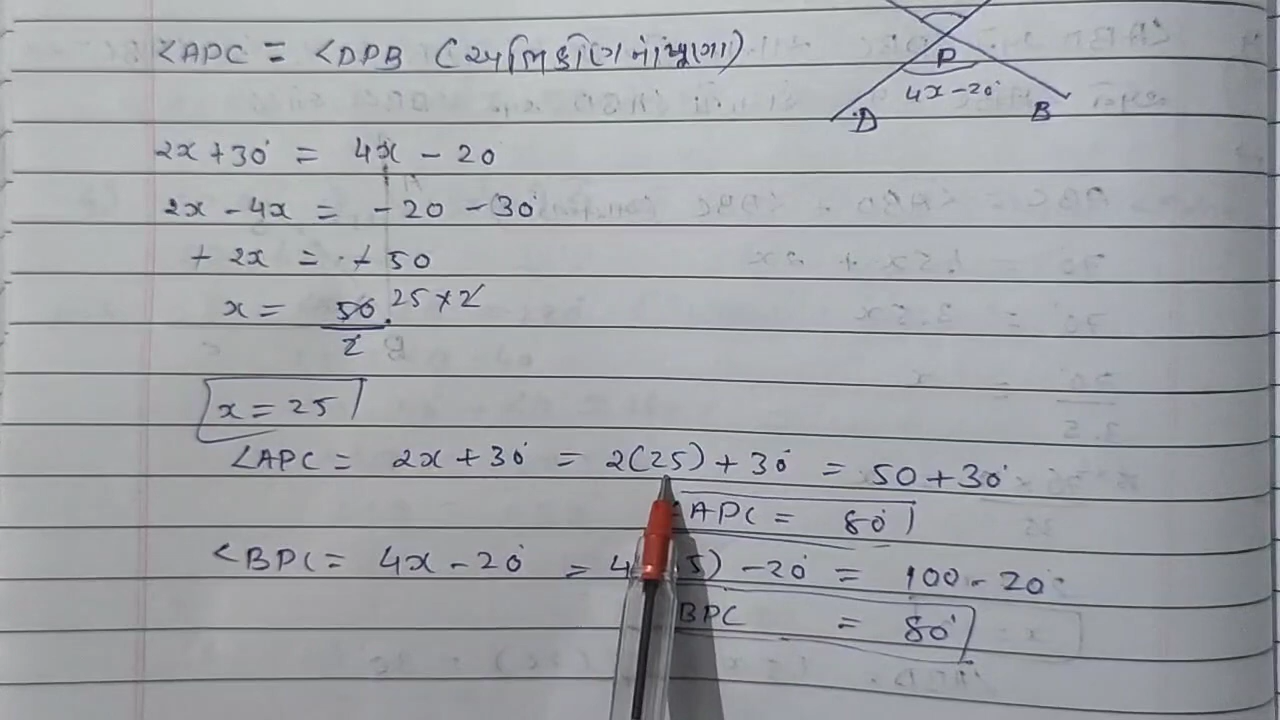 ∠APC = ∠DPB (અભિકોણના ખૂણા)
P
4x - 20°
D
B
2x + 30° = 4x - 20
2x - 4x = - 20 - 30°
+ 2x = + 50
x = 50 25 × 2
2
x = 25
∠APC = 2x + 30° = 2(25) + 30° = 50 + 30°
APC = 80°
∠BPC = 4x - 20° = 4 5) - 20° = 100 - 20°
BPC = 80°